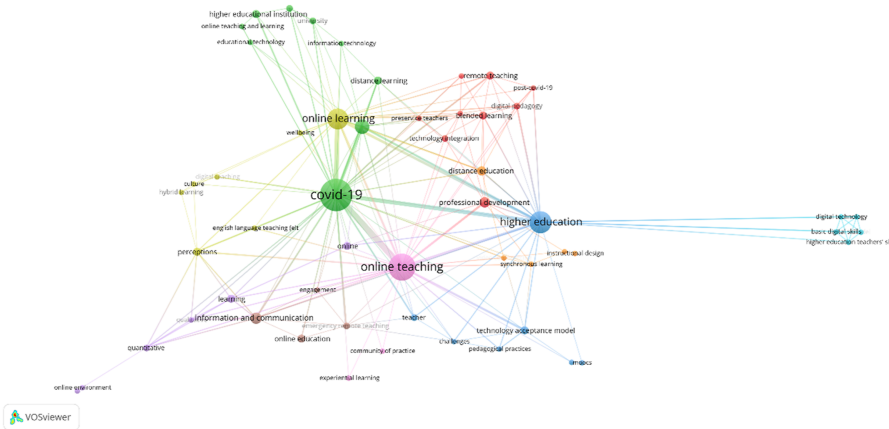 higher educational institution
university
online teaching and learning
educational technology
information technology
distance learning
remote teaching
post-covid-19
digital pedagogy
online learning
preservice teachers
blended learning
wellbeing
technology integration
distance education
digital teaching
culture
hybrid learning
covid-19
professional development
higher education
digital technology
english language teaching (elt
basic digital skills
online
higher education teachers' sk
perceptions
instructional design
synchronous learning
online teaching
engagement
learning
information and communication
teacher
emergency remote teaching
technology acceptance model
online education
challenges
quantitative
community of practice
pedagogical practices
moocs
experiential learning
online environment
VOSviewer